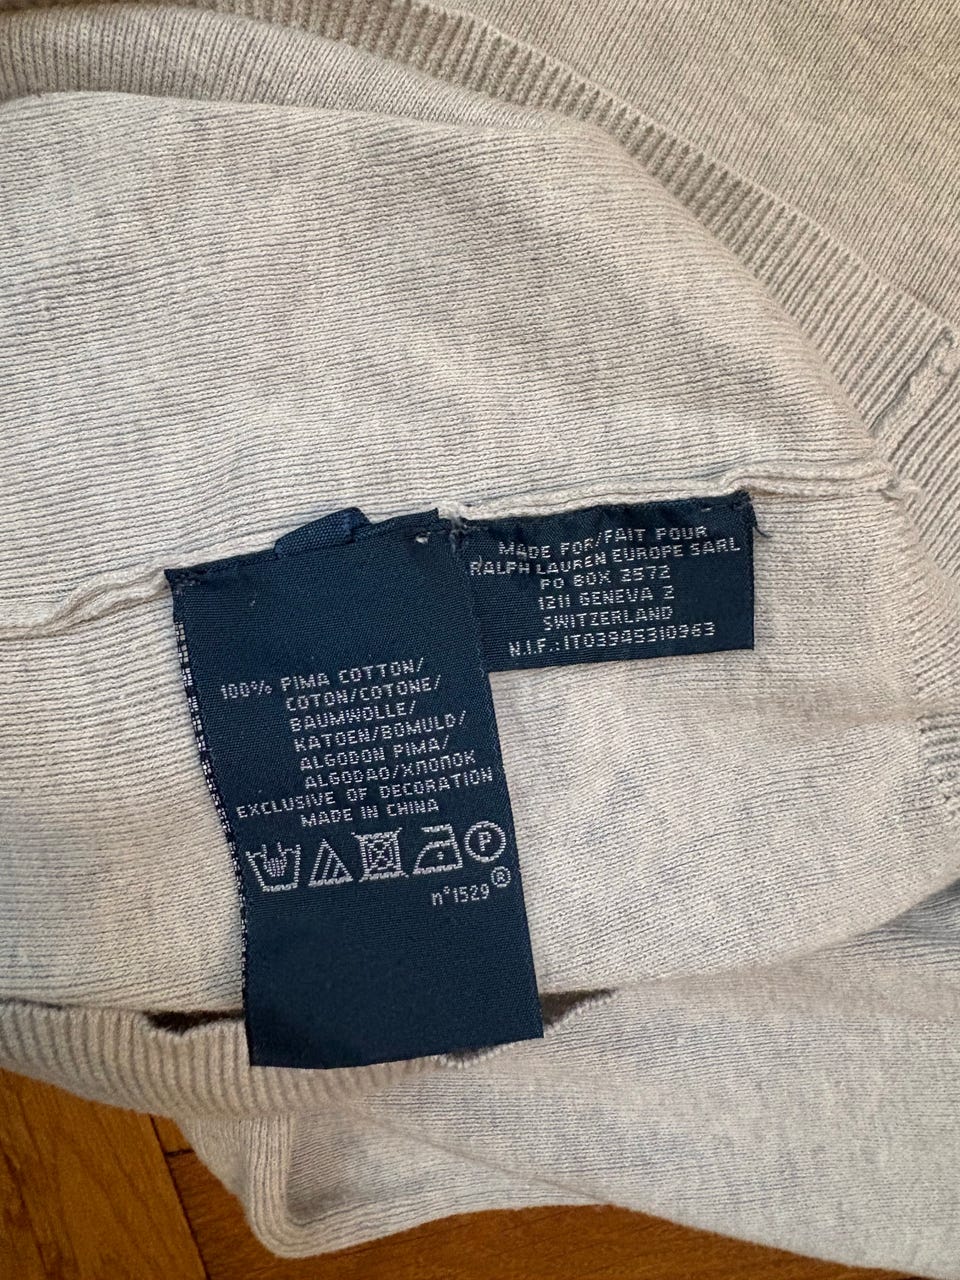 MADE FOR/FAIT POUR
RALPH LAUREN EUROPE SARL
PO BOX 2572
1211 GENEVA 2
SWITZERLAND
N.I.F.:IT03945310963
100% PIMA COTTON/
COTON/COTONE/
BAUMWOLLE/
KATOEN/BOMULD/
ALGODON PIMA/
ALGODAO/ХЛОПОК
EXCLUSIVE OF DECORATION
MADE IN CHINA
P
n°1529®